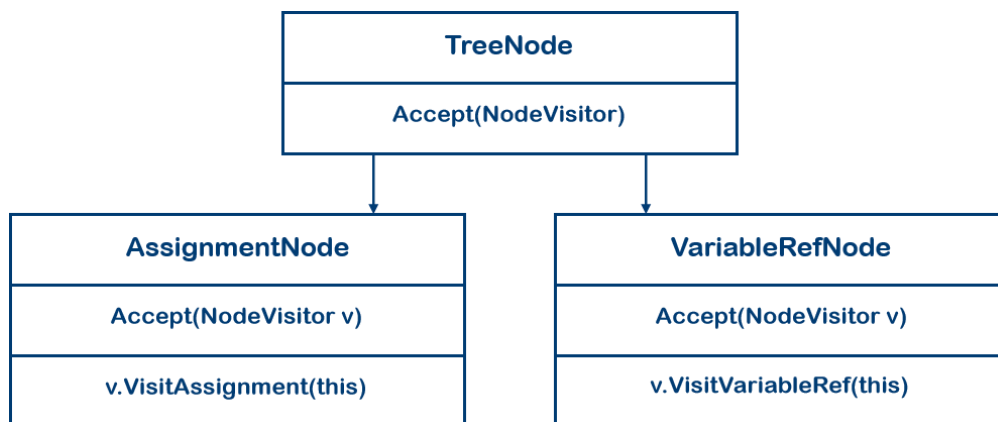 TreeNode
Accept(NodeVisitor)
AssignmentNode
Accept(NodeVisitor v)
v.VisitAssignment(this)
VariableRefNode
Accept(NodeVisitor v)
v.VisitVariableRef(this)